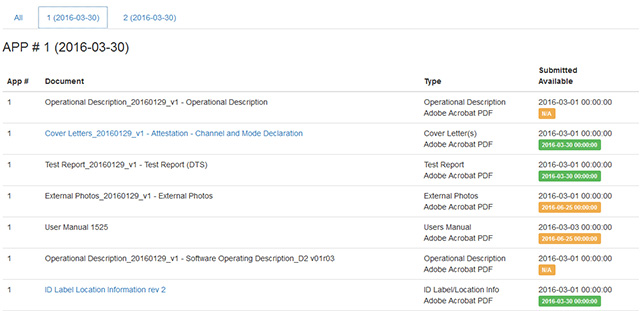 All 1 (2016-03-30) 2 (2016-03-30)
APP # 1 (2016-03-30)
App # Document Type Submitted
Available
1 Operational Description_20160129_v1 - Operational Description Operational Description 2016-03-01 00:00:00
Adobe Acrobat PDF N/A
1 Cover Letters_20160129_v1 - Attestation - Channel and Mode Declaration Cover Letter(s) 2016-03-01 00:00:00
Adobe Acrobat PDF 2016-03-30 00:00:00
1 Test Report_20160129_v1 - Test Report (DTS) Test Report 2016-03-01 00:00:00
Adobe Acrobat PDF 2016-03-30 00:00:00
1 External Photos_20160129_v1 - External Photos External Photos 2016-03-01 00:00:00
Adobe Acrobat PDF 2016-06-25 00:00:00
1 User Manual 1525 Users Manual 2016-03-03 00:00:00
Adobe Acrobat PDF 2016-06-25 00:00:00
1 Operational Description_20160129_v1 - Software Operating Description_D2 v01r03 Operational Description 2016-03-01 00:00:00
Adobe Acrobat PDF N/A
1 ID Label Location Information rev 2 ID Label/Location Info 2016-03-01 00:00:00
Adobe Acrobat PDF 2016-03-30 00:00:00